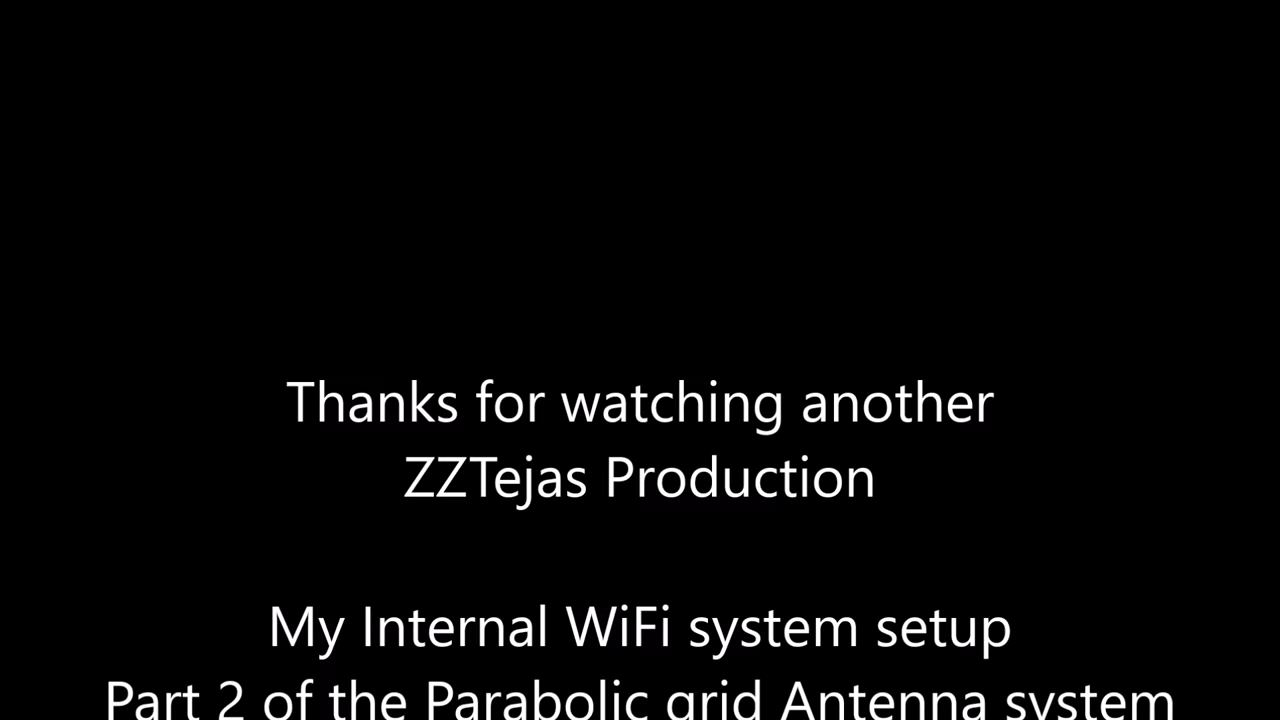 Thanks for watching another
ZZTejas Production
My Internal WiFi system setup
Part 2 of the Parabolic grid Antenna system